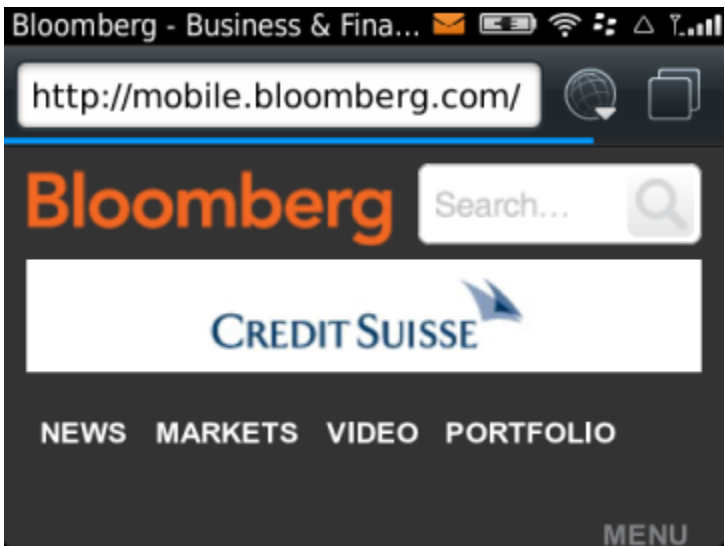 Bloomberg - Business & Fina...
http://mobile.bloomberg.com/
Bloomberg
Search...
CREDIT SUISSE
NEWS MARKETS VIDEO PORTFOLIO
MENU